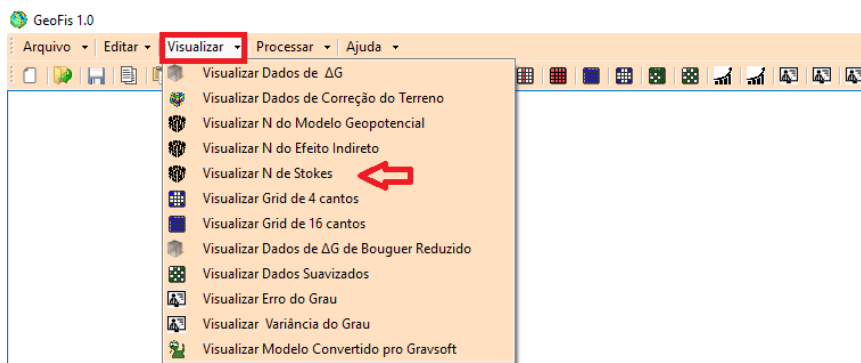 GeoFis 1.0
Arquivo Editar Visualizar Processar Ajuda
Visualizar Dados de ΔG
Visualizar Dados de Correção do Terreno
Visualizar N do Modelo Geopotencial
Visualizar N do Efeito Indireto
Visualizar N de Stokes
Visualizar Grid de 4 cantos
Visualizar Grid de 16 cantos
Visualizar Dados de ΔG de Bouguer Reduzido
Visualizar Dados Suavizados
Visualizar Erro do Grau
Visualizar Variância do Grau
Visualizar Modelo Convertido pro Gravsoft